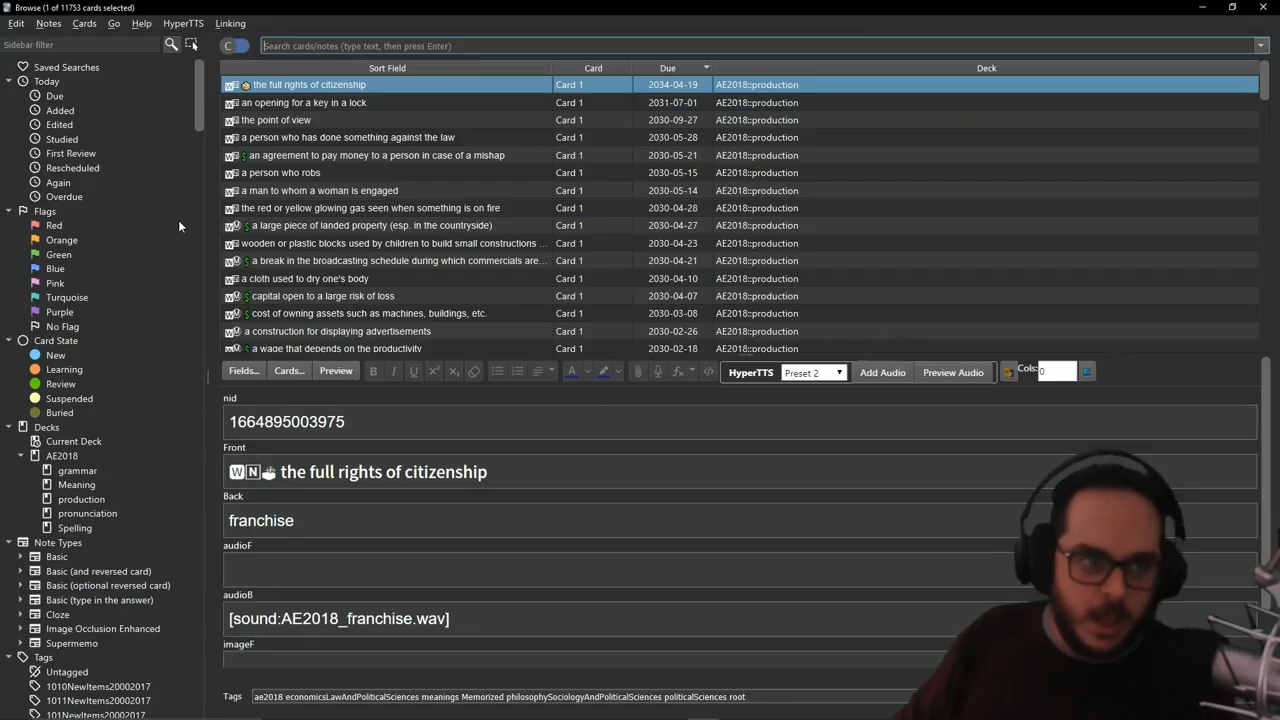 Browse (1 of 11753 cards selected)
Edit Notes Cards Go Help HyperTTS Linking
Sidebar filter
Search cards/notes (type text, then press Enter)
Saved Searches
Today
Due
Added
Edited
Studied
First Review
Rescheduled
Again
Overdue
Flags
Red
Orange
Green
Blue
Pink
Turquoise
Purple
No Flag
Card State
New
Learning
Review
Suspended
Buried
Decks
Current Deck
AE2018
grammar
Meaning
production
pronunciation
Spelling
Note Types
Basic
Basic (and reversed card)
Basic (optional reversed card)
Basic (type in the answer)
Cloze
Image Occlusion Enhanced
Supermemo
Tags
Untagged
1010NewItems20002017
1011NewItems20002017
101NewItems20002017
Sort Field Card Due Deck
the full rights of citizenship Card 1 2034-04-19 AE2018::production
an opening for a key in a lock Card 1 2031-07-01 AE2018::production
the point of view Card 1 2030-09-27 AE2018::production
a person who has done something against the law Card 1 2030-05-28 AE2018::production
$ an agreement to pay money to a person in case of a mishap Card 1 2030-05-21 AE2018::production
a person who robs Card 1 2030-05-15 AE2018::production
a man to whom a woman is engaged Card 1 2030-05-14 AE2018::production
the red or yellow glowing gas seen when something is on fire Card 1 2030-04-28 AE2018::production
$ a large piece of landed property (esp. in the countryside) Card 1 2030-04-27 AE2018::production
wooden or plastic blocks used by children to build small constructions ... Card 1 2030-04-23 AE2018::production
$ a break in the broadcasting schedule during which commercials are... Card 1 2030-04-21 AE2018::production
a cloth used to dry one's body Card 1 2030-04-10 AE2018::production
$ capital open to a large risk of loss Card 1 2030-04-07 AE2018::production
$ cost of owning assets such as machines, buildings, etc. Card 1 2030-03-08 AE2018::production
a construction for displaying advertisements Card 1 2030-02-26 AE2018::production
$ a wage that depends on the productivity Card 1 2030-02-18 AE2018::production
Fields... Cards... Preview B I U HyperTTS Preset 2 Add Audio Preview Audio Cols: 0
nid
1664895003975
Front
W N the full rights of citizenship
Back
franchise
audioF
audioB
[sound:AE2018_franchise.wav]
imageF
Tags ae2018 economicsLawAndPoliticalSciences meanings Memorized philosophySociologyAndPoliticalSciences politicalSciences root